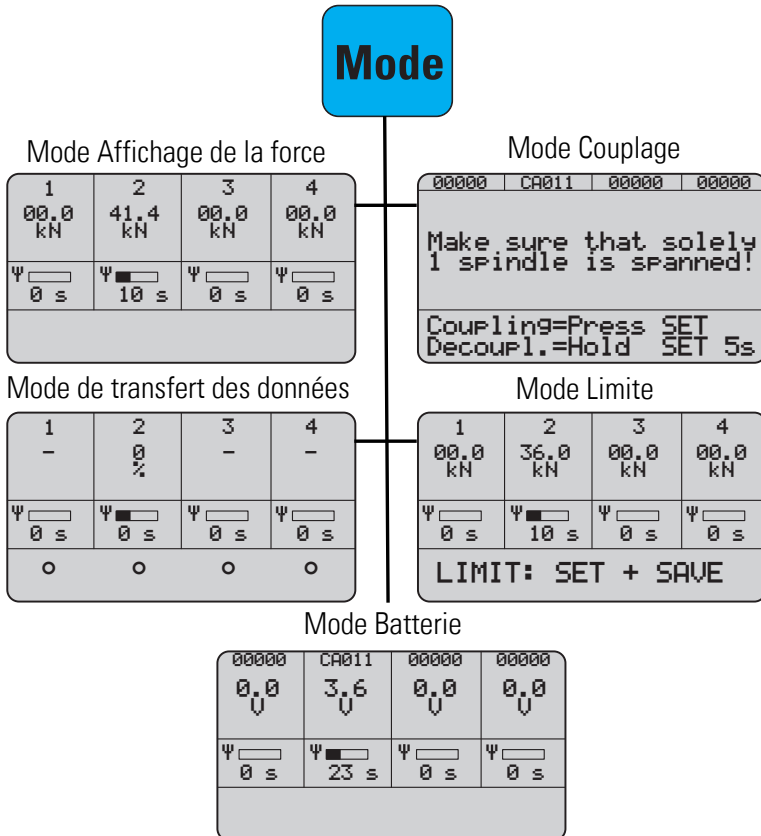 Mode
Mode Affichage de la force
1 2 3 4
00.0 41.4 00.0 00.0
kN kN kN kN
0 s 10 s 0 s 0 s
Mode Couplage
00000 CA011 00000 00000
Make sure that solely
1 spindle is spanned!
Coupling=Press SET
Decoupl.=Hold SET 5s
Mode de transfert des données
1 2 3 4
- 0 - -
%
0 s 0 s 0 s 0 s
Mode Limite
1 2 3 4
00.0 36.0 00.0 00.0
kN kN kN kN
0 s 10 s 0 s 0 s
LIMIT: SET + SAVE
Mode Batterie
00000 CA011 00000 00000
0.0 3.6 0.0 0.0
V V V V
0 s 23 s 0 s 0 s